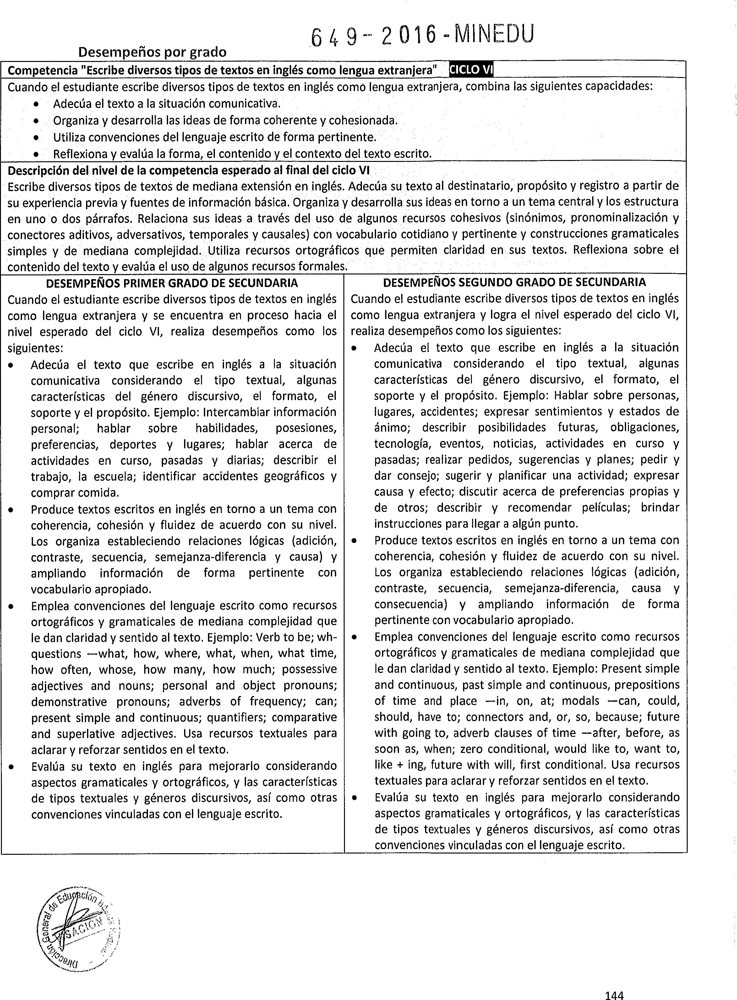 649-2016-MINEDU
Desempeños por grado
Competencia "Escribe diversos tipos de textos en inglés como lengua extranjera" CICLO VI
Cuando el estudiante escribe diversos tipos de textos en inglés como lengua extranjera, combina las siguientes capacidades:
• Adecúa el texto a la situación comunicativa.
• Organiza y desarrolla las ideas de forma coherente y cohesionada.
• Utiliza convenciones del lenguaje escrito de forma pertinente.
• Reflexiona y evalúa la forma, el contenido y el contexto del texto escrito.
Descripción del nivel de la competencia esperado al final del ciclo VI
Escribe diversos tipos de textos de mediana extensión en inglés. Adecúa su texto al destinatario, propósito y registro a partir de
su experiencia previa y fuentes de información básica. Organiza y desarrolla sus ideas en torno a un tema central y los estructura
en uno o dos párrafos. Relaciona sus ideas a través del uso de algunos recursos cohesivos (sinónimos, pronominalización y
conectores aditivos, adversativos, temporales y causales) con vocabulario cotidiano y pertinente y construcciones gramaticales
simples y de mediana complejidad. Utiliza recursos ortográficos que permiten claridad en sus textos. Reflexiona sobre el
contenido del texto y evalúa el uso de algunos recursos formales.
DESEMPEÑOS PRIMER GRADO DE SECUNDARIA
Cuando el estudiante escribe diversos tipos de textos en inglés
como lengua extranjera y se encuentra en proceso hacia el
nivel esperado del ciclo VI, realiza desempeños como los
siguientes:
• Adecúa el texto que escribe en inglés a la situación
comunicativa considerando el tipo textual, algunas
características del género discursivo, el formato, el
soporte y el propósito. Ejemplo: Intercambiar información
personal; hablar sobre habilidades, posesiones,
preferencias, deportes y lugares; hablar acerca de
actividades en curso, pasadas y diarias; describir el
trabajo, la escuela; identificar accidentes geográficos y
comprar comida.
• Produce textos escritos en inglés en torno a un tema con
coherencia, cohesión y fluidez de acuerdo con su nivel.
Los organiza estableciendo relaciones lógicas (adición,
contraste, secuencia, semejanza-diferencia y causa) y
ampliando información de forma pertinente con
vocabulario apropiado.
• Emplea convenciones del lenguaje escrito como recursos
ortográficos y gramaticales de mediana complejidad que
le dan claridad y sentido al texto. Ejemplo: Verb to be; wh-
questions —what, how, where, what, when, what time,
how often, whose, how many, how much; possessive
adjectives and nouns; personal and object pronouns;
demonstrative pronouns; adverbs of frequency; can;
present simple and continuous; quantifiers; comparative
and superlative adjectives. Usa recursos textuales para
aclarar y reforzar sentidos en el texto.
• Evalúa su texto en inglés para mejorarlo considerando
aspectos gramaticales y ortográficos, y las características
de tipos textuales y géneros discursivos, así como otras
convenciones vinculadas con el lenguaje escrito.
DESEMPEÑOS SEGUNDO GRADO DE SECUNDARIA
Cuando el estudiante escribe diversos tipos de textos en inglés
como lengua extranjera y logra el nivel esperado del ciclo VI,
realiza desempeños como los siguientes:
• Adecúa el texto que escribe en inglés a la situación
comunicativa considerando el tipo textual, algunas
características del género discursivo, el formato, el
soporte y el propósito. Ejemplo: Hablar sobre personas,
lugares, accidentes; expresar sentimientos y estados de
ánimo; describir posibilidades futuras, obligaciones,
tecnología, eventos, noticias, actividades en curso y
pasadas; realizar pedidos, sugerencias y planes; pedir y
dar consejo; sugerir y planificar una actividad; expresar
causa y efecto; discutir acerca de preferencias propias y
de otros; describir y recomendar películas; brindar
instrucciones para llegar a algún punto.
• Produce textos escritos en inglés en torno a un tema con
coherencia, cohesión y fluidez de acuerdo con su nivel.
Los organiza estableciendo relaciones lógicas (adición,
contraste, secuencia, semejanza-diferencia, causa y
consecuencia) y ampliando información de forma
pertinente con vocabulario apropiado.
• Emplea convenciones del lenguaje escrito como recursos
ortográficos y gramaticales de mediana complejidad que
le dan claridad y sentido al texto. Ejemplo: Present simple
and continuous, past simple and continuous, prepositions
of time and place —in, on, at; modals —can, could,
should, have to; connectors and, or, so, because; future
with going to, adverb clauses of time —after, before, as
soon as, when; zero conditional, would like to, want to,
like + ing, future with will, first conditional. Usa recursos
textuales para aclarar y reforzar sentidos en el texto.
• Evalúa su texto en inglés para mejorarlo considerando
aspectos gramaticales y ortográficos, y las características
de tipos textuales y géneros discursivos, así como otras
convenciones vinculadas con el lenguaje escrito.
Dirección General de Educación
144